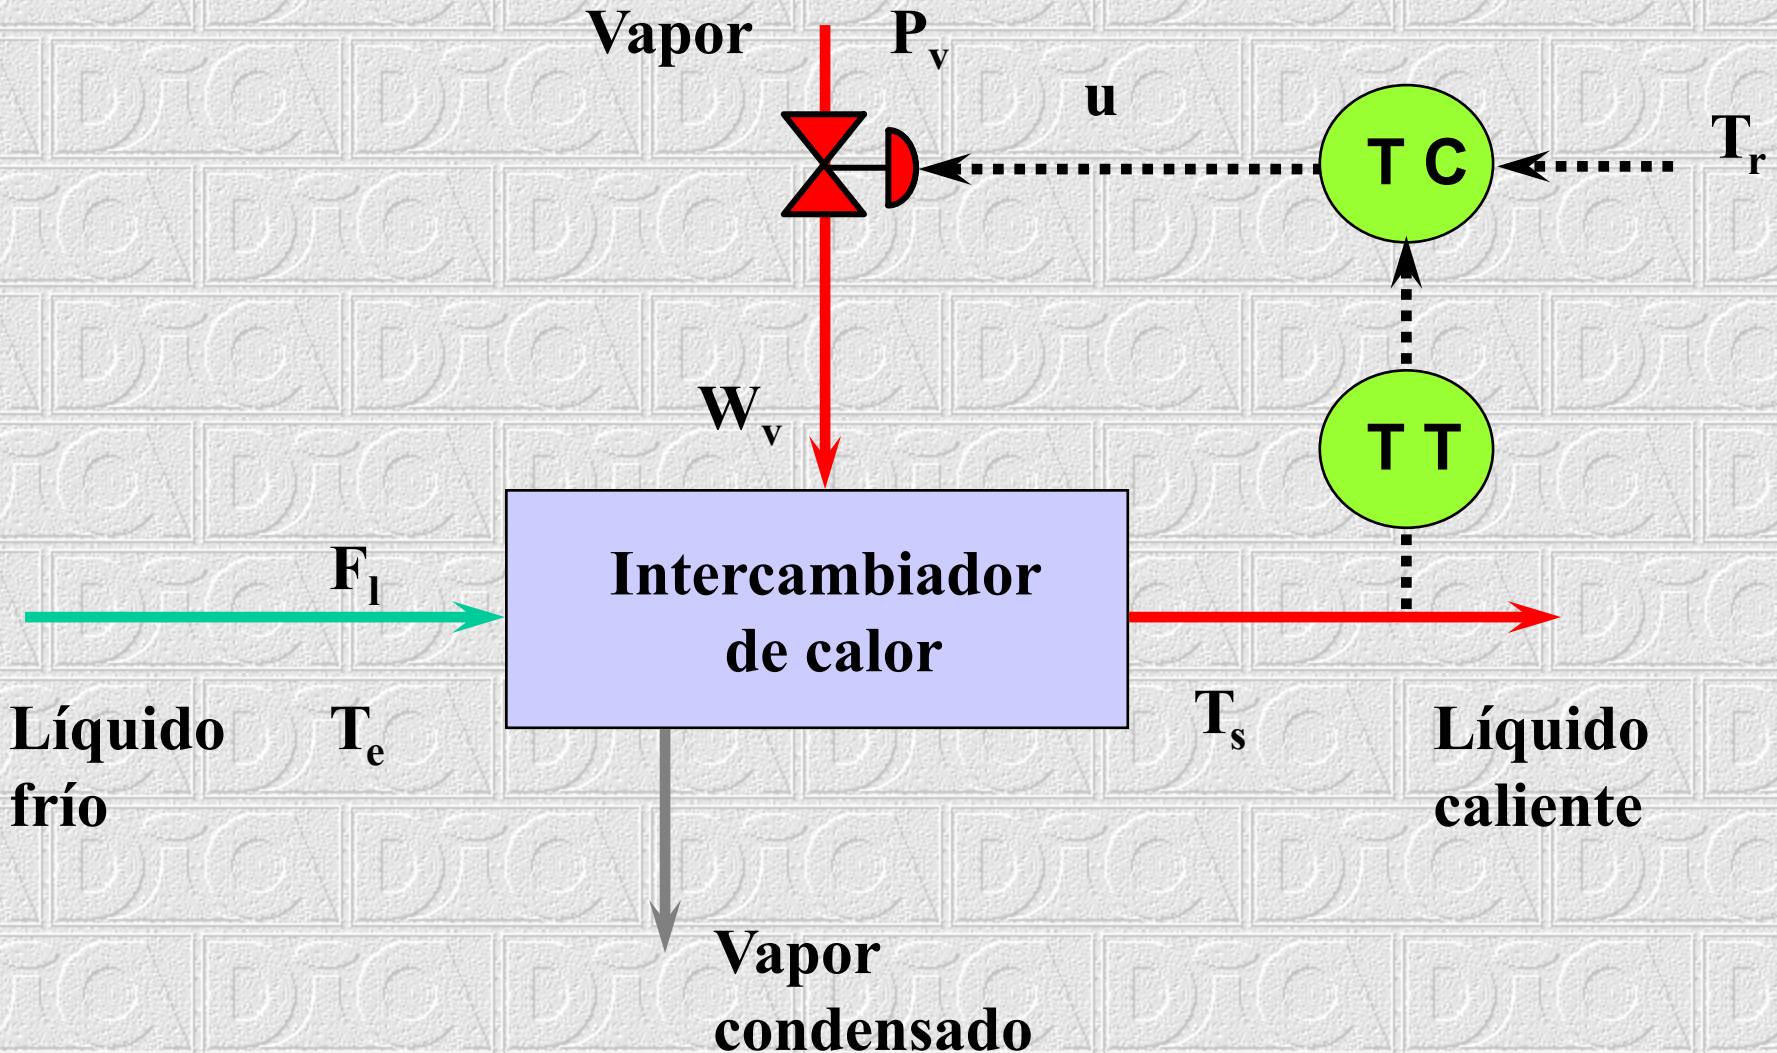 Vapor
Pv
u
T C
Tr
Wv
T T
Fl
Intercambiador
de calor
Líquido
frío
Te
Ts
Líquido
caliente
Vapor
condensado